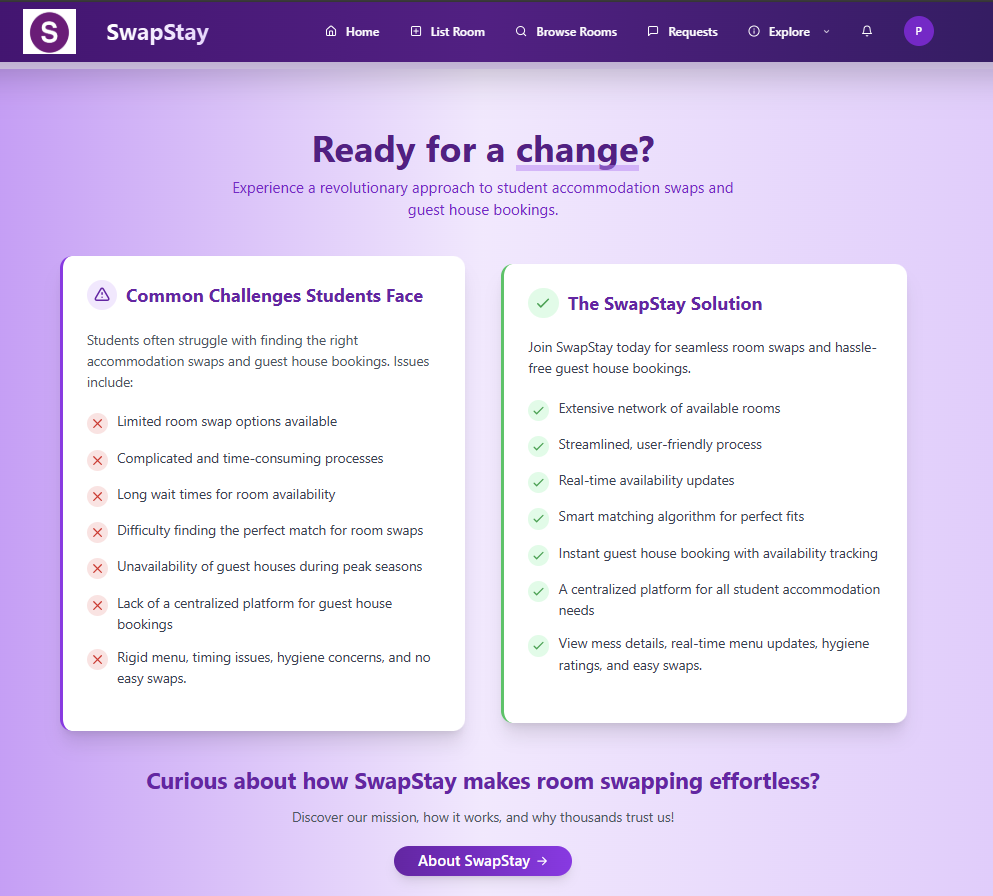 S
SwapStay
Home
List Room
Browse Rooms
Requests
Explore
P
Ready for a change?
Experience a revolutionary approach to student accommodation swaps and
guest house bookings.
Common Challenges Students Face
Students often struggle with finding the right
accommodation swaps and guest house bookings. Issues
include:
Limited room swap options available
Complicated and time-consuming processes
Long wait times for room availability
Difficulty finding the perfect match for room swaps
Unavailability of guest houses during peak seasons
Lack of a centralized platform for guest house
bookings
Rigid menu, timing issues, hygiene concerns, and no
easy swaps.
The SwapStay Solution
Join SwapStay today for seamless room swaps and hassle-
free guest house bookings.
Extensive network of available rooms
Streamlined, user-friendly process
Real-time availability updates
Smart matching algorithm for perfect fits
Instant guest house booking with availability tracking
A centralized platform for all student accommodation
needs
View mess details, real-time menu updates, hygiene
ratings, and easy swaps.
Curious about how SwapStay makes room swapping effortless?
Discover our mission, how it works, and why thousands trust us!
About SwapStay →